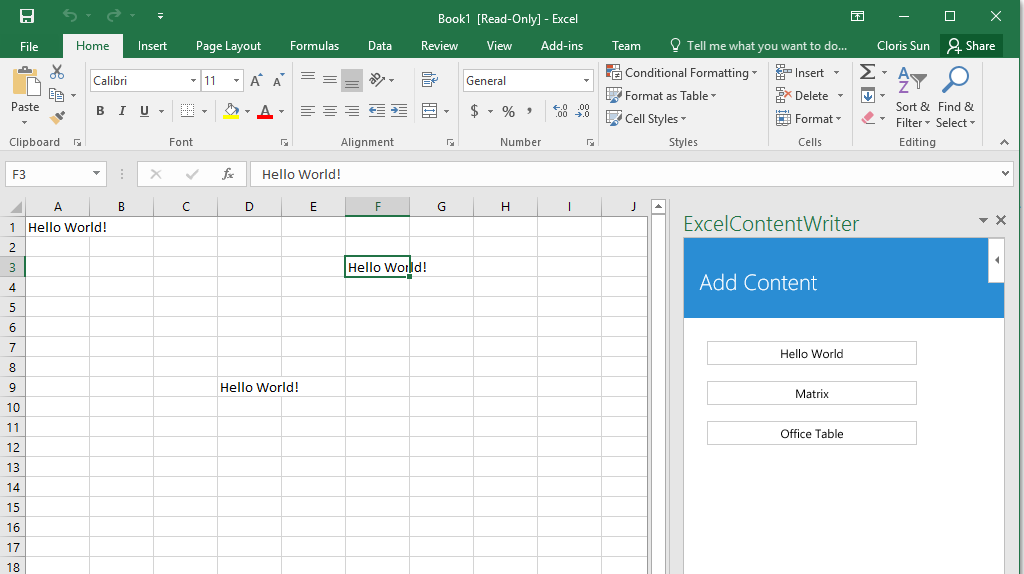 Book1 [Read-Only] - Excel
File Home Insert Page Layout Formulas Data Review View Add-ins Team Tell me what you want to do... Cloris Sun Share
Paste
Calibri 11
B I U A
General
$ % ,
Conditional Formatting
Format as Table
Cell Styles
Insert
Delete
Format
Sort & Filter
Find & Select
Clipboard Font Alignment Number Styles Cells Editing
F3 fx Hello World!
A B C D E F G H I J
1 Hello World!
2
3 Hello World!
4
5
6
7
8
9 Hello World!
10
11
12
13
14
15
16
17
18
ExcelContentWriter
Add Content
Hello World
Matrix
Office Table